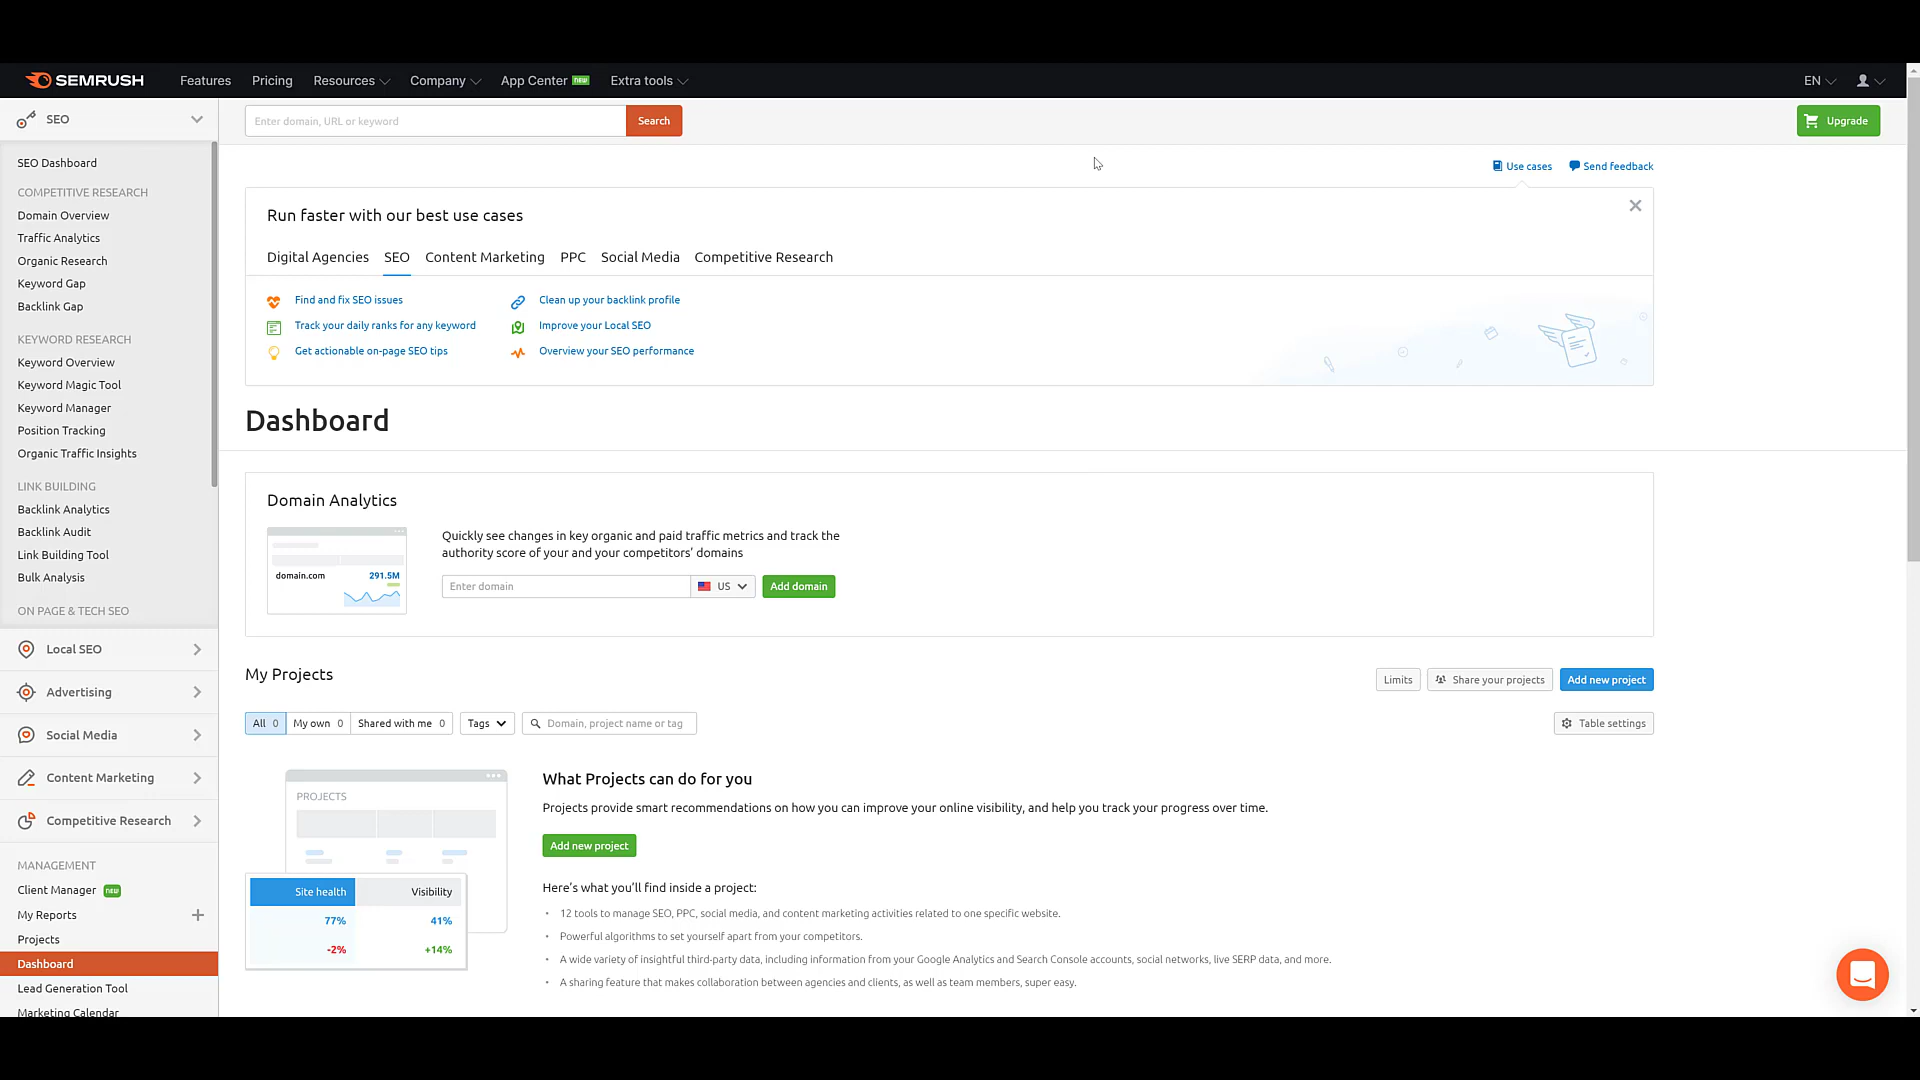 SEMRUSH
Features
Pricing
Resources
Company
App Center NEW
Extra tools
EN
SEO
Enter domain, URL or keyword
Search
Upgrade
SEO Dashboard
COMPETITIVE RESEARCH
Domain Overview
Traffic Analytics
Organic Research
Keyword Gap
Backlink Gap
KEYWORD RESEARCH
Keyword Overview
Keyword Magic Tool
Keyword Manager
Position Tracking
Organic Traffic Insights
LINK BUILDING
Backlink Analytics
Backlink Audit
Link Building Tool
Bulk Analysis
ON PAGE & TECH SEO
Local SEO
Advertising
Social Media
Content Marketing
Competitive Research
MANAGEMENT
Client Manager NEW
My Reports
Projects
Dashboard
Lead Generation Tool
Marketing Calendar
Use cases
Send feedback
Run faster with our best use cases
Digital Agencies
SEO
Content Marketing
PPC
Social Media
Competitive Research
Find and fix SEO issues
Clean up your backlink profile
Track your daily ranks for any keyword
Improve your Local SEO
Get actionable on-page SEO tips
Overview your SEO performance
Dashboard
Domain Analytics
domain.com 291.5M
Quickly see changes in key organic and paid traffic metrics and track the
authority score of your and your competitors' domains
Enter domain
US
Add domain
My Projects
Limits
Share your projects
Add new project
All 0
My own 0
Shared with me 0
Tags
Domain, project name or tag
Table settings
PROJECTS
Site health Visibility
77% 41%
-2% +14%
What Projects can do for you
Projects provide smart recommendations on how you can improve your online visibility, and help you track your progress over time.
Add new project
Here's what you'll find inside a project:
• 12 tools to manage SEO, PPC, social media, and content marketing activities related to one specific website.
• Powerful algorithms to set yourself apart from your competitors.
• A wide variety of insightful third-party data, including information from your Google Analytics and Search Console accounts, social networks, live SERP data, and more.
• A sharing feature that makes collaboration between agencies and clients, as well as team members, super easy.